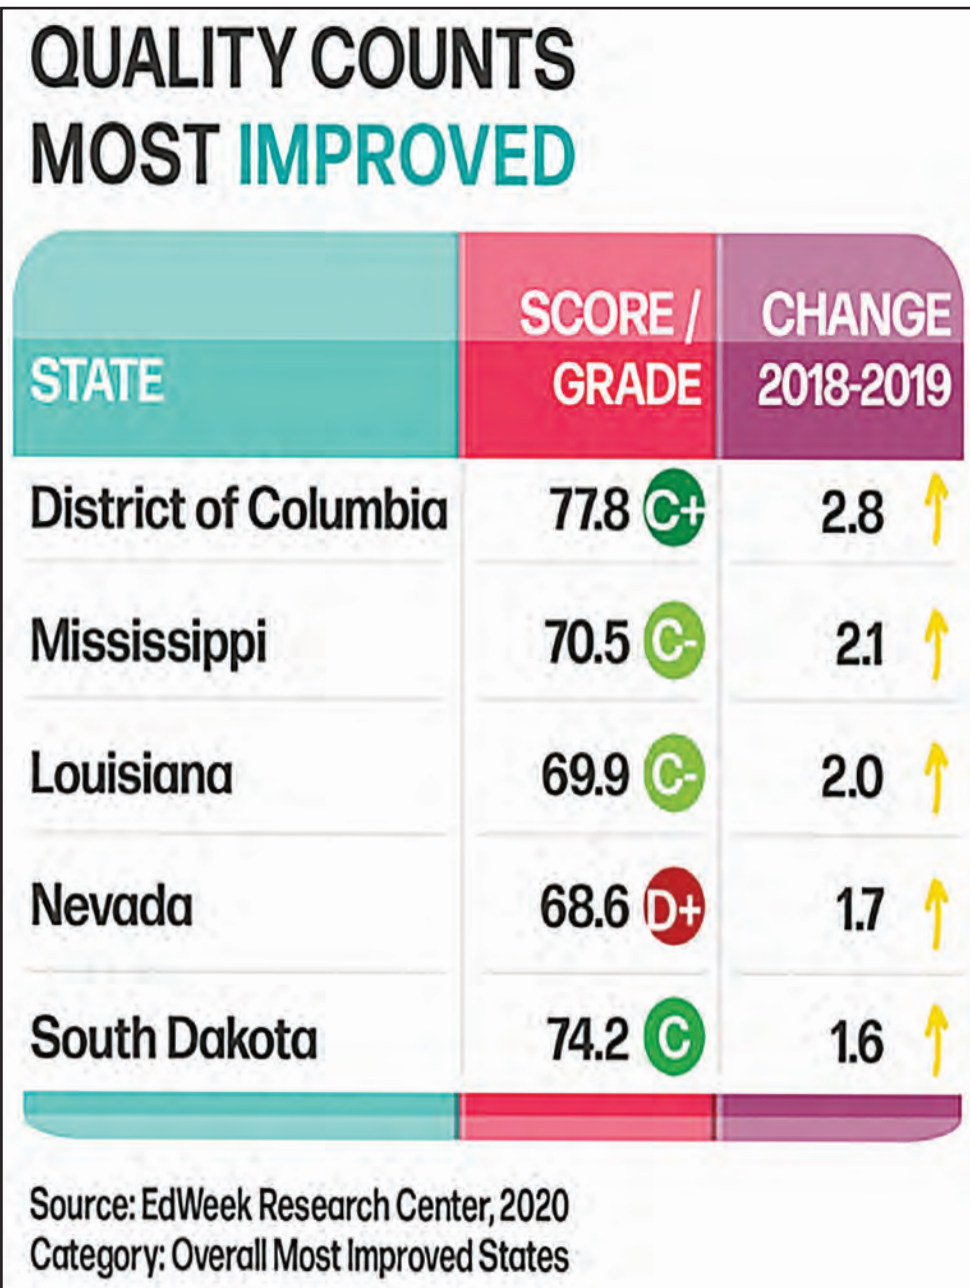 QUALITY COUNTS
MOST IMPROVED
STATE SCORE / GRADE CHANGE 2018-2019
District of Columbia 77.8 C+ 2.8
Mississippi 70.5 C- 2.1
Louisiana 69.9 C- 2.0
Nevada 68.6 D+ 1.7
South Dakota 74.2 C 1.6
Source: EdWeek Research Center, 2020
Category: Overall Most Improved States